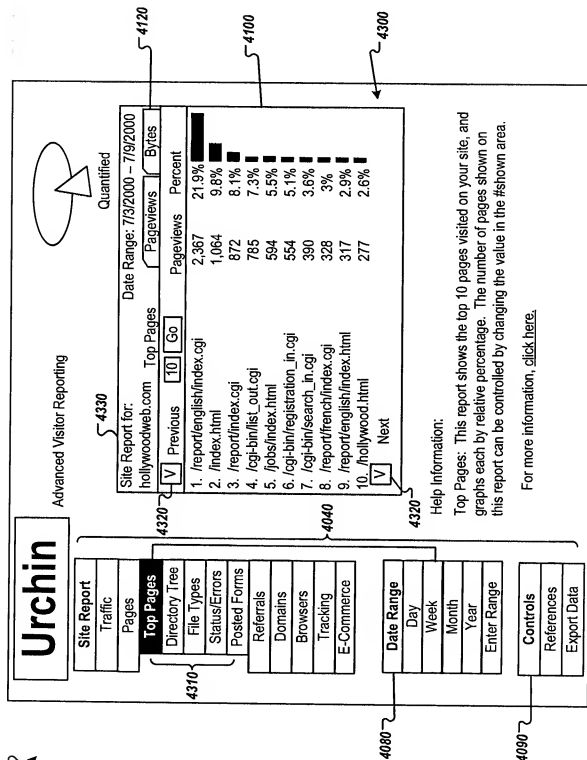 Urchin
Advanced Visitor Reporting
Quantified
Site Report
Traffic
Pages
Top Pages
Directory Tree
File Types
Status/Errors
Posted Forms
Referrals
Domains
Browsers
Tracking
E-Commerce
Date Range
Day
Week
Month
Year
Enter Range
Controls
References
Export Data
4310
4040
4080
4090
4330
Site Report for: Date Range: 7/3/2000 – 7/9/2000
hollywoodweb.com Top Pages Pageviews Bytes
V Previous 10 Go Pageviews Percent
1. /report/english/index.cgi 2,367 21.9%
2. /index.html 1,064 9.8%
3. /report/index.cgi 872 8.1%
4. /cgi-bin/list_out.cgi 785 7.3%
5. /jobs/index.html 594 5.5%
6. /cgi-bin/registration_in.cgi 554 5.1%
7. /cgi-bin/search_in.cgi 390 3.6%
8. /report/french/index.cgi 328 3%
9. /report/english/index.html 317 2.9%
10. /hollywood.html 277 2.6%
V Next
4320
4320
4120
4100
4300
Help Information:
Top Pages: This report shows the top 10 pages visited on your site, and
graphs each by relative percentage. The number of pages shown on
this report can be controlled by changing the value in the #shown area.
For more information, click here.